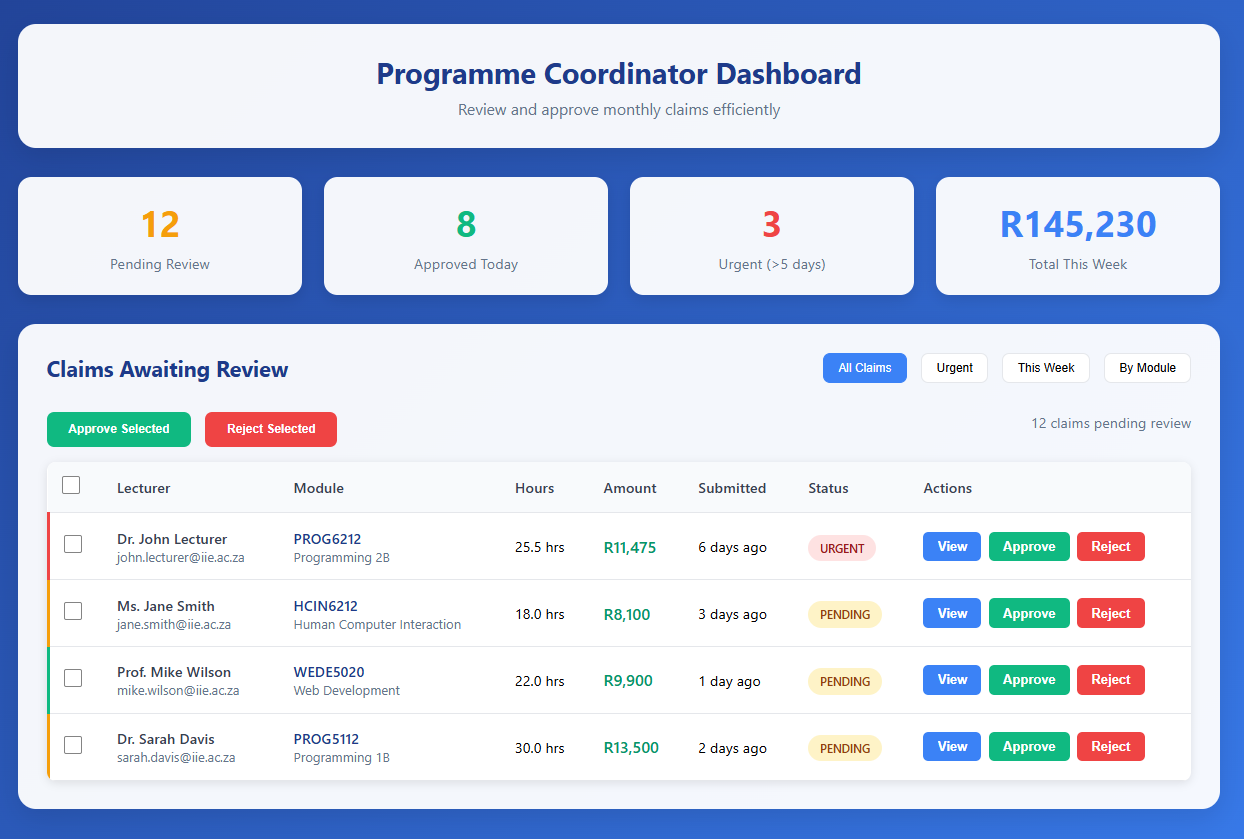 Programme Coordinator Dashboard
Review and approve monthly claims efficiently
12
Pending Review
8
Approved Today
3
Urgent (>5 days)
R145,230
Total This Week
Claims Awaiting Review
All Claims
Urgent
This Week
By Module
Approve Selected
Reject Selected
12 claims pending review
Lecturer Module Hours Amount Submitted Status Actions
Dr. John Lecturer
john.lecturer@iie.ac.za
PROG6212
Programming 2B
25.5 hrs
R11,475
6 days ago
URGENT
View
Approve
Reject
Ms. Jane Smith
jane.smith@iie.ac.za
HCIN6212
Human Computer Interaction
18.0 hrs
R8,100
3 days ago
PENDING
View
Approve
Reject
Prof. Mike Wilson
mike.wilson@iie.ac.za
WEDE5020
Web Development
22.0 hrs
R9,900
1 day ago
PENDING
View
Approve
Reject
Dr. Sarah Davis
sarah.davis@iie.ac.za
PROG5112
Programming 1B
30.0 hrs
R13,500
2 days ago
PENDING
View
Approve
Reject